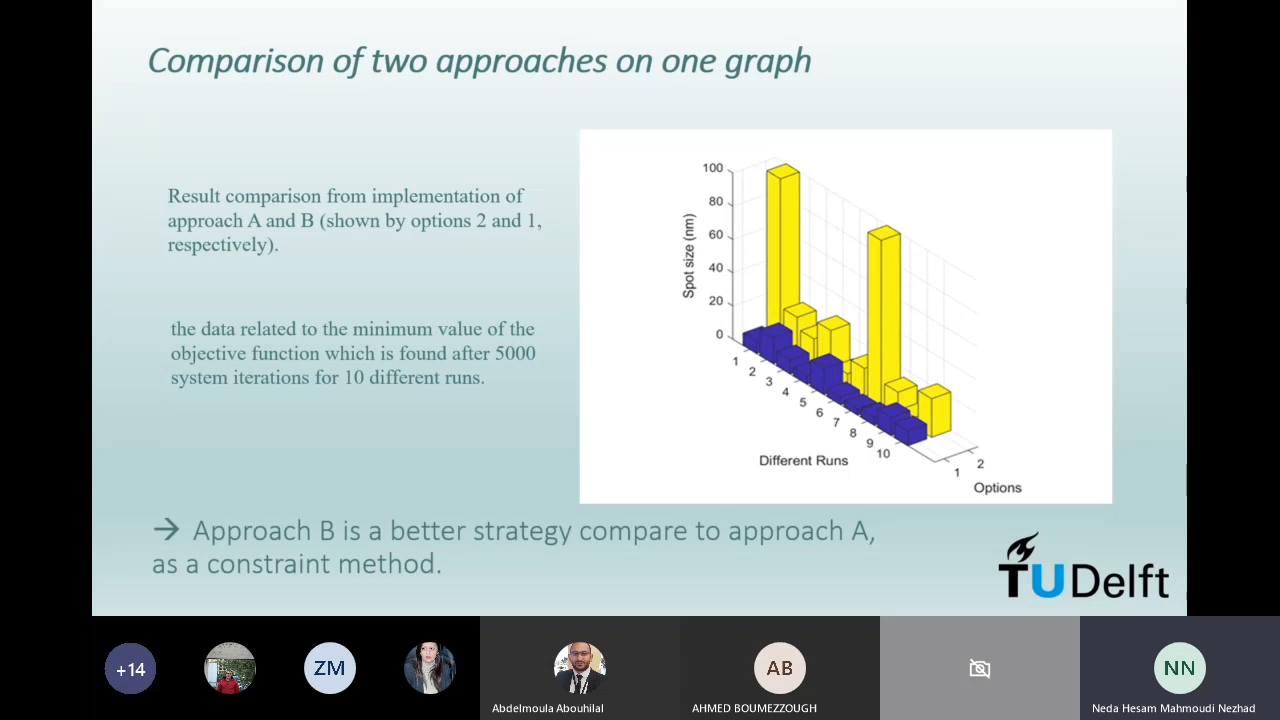 Comparison of two approaches on one graph
Result comparison from implementation of
approach A and B (shown by options 2 and 1,
respectively).
the data related to the minimum value of the
objective function which is found after 5000
system iterations for 10 different runs.
100
80
60
40
20
0
Spot size (nm)
1
2
3
4
5
6
7
8
9
10
Different Runs
1
2
Options
→ Approach B is a better strategy compare to approach A,
as a constraint method.
TUDelft
+14
ZM
Abdelmoula Abouhilal
AB
AHMED BOUMEZZOUGH
NN
Neda Hesam Mahmoudi Nezhad